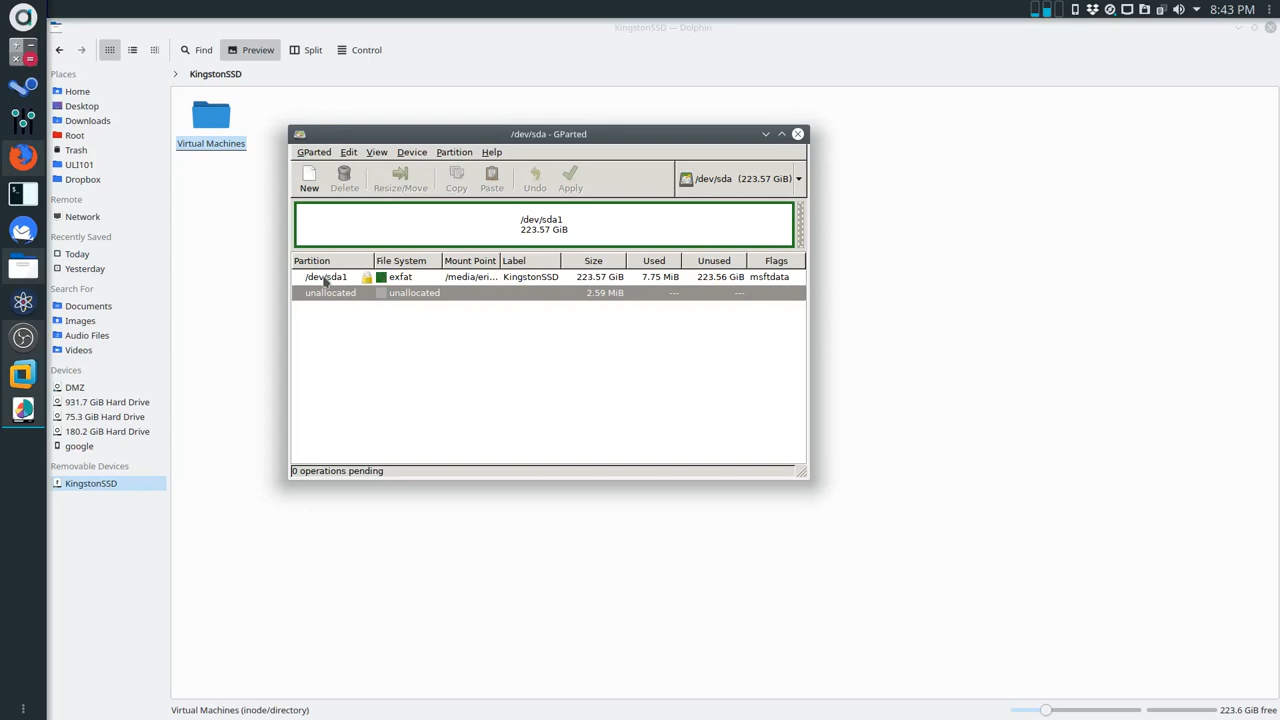 8:43 PM
KingstonSSD — Dolphin
Find
Preview
Split
Control
Places
Home
Desktop
Downloads
Root
Trash
ULI101
Dropbox
Remote
Network
Recently Saved
Today
Yesterday
Search For
Documents
Images
Audio Files
Videos
Devices
DMZ
931.7 GiB Hard Drive
75.3 GiB Hard Drive
180.2 GiB Hard Drive
google
Removable Devices
KingstonSSD
KingstonSSD
Virtual Machines
/dev/sda - GParted
GParted Edit View Device Partition Help
New Delete Resize/Move Copy Paste Undo Apply
/dev/sda (223.57 GiB)
/dev/sda1
223.57 GiB
Partition File System Mount Point Label Size Used Unused Flags
/dev/sda1 exfat /media/eri... KingstonSSD 223.57 GiB 7.75 MiB 223.56 GiB msftdata
unallocated unallocated 2.59 MiB --- ---
0 operations pending
Virtual Machines (inode/directory)
223.6 GiB free